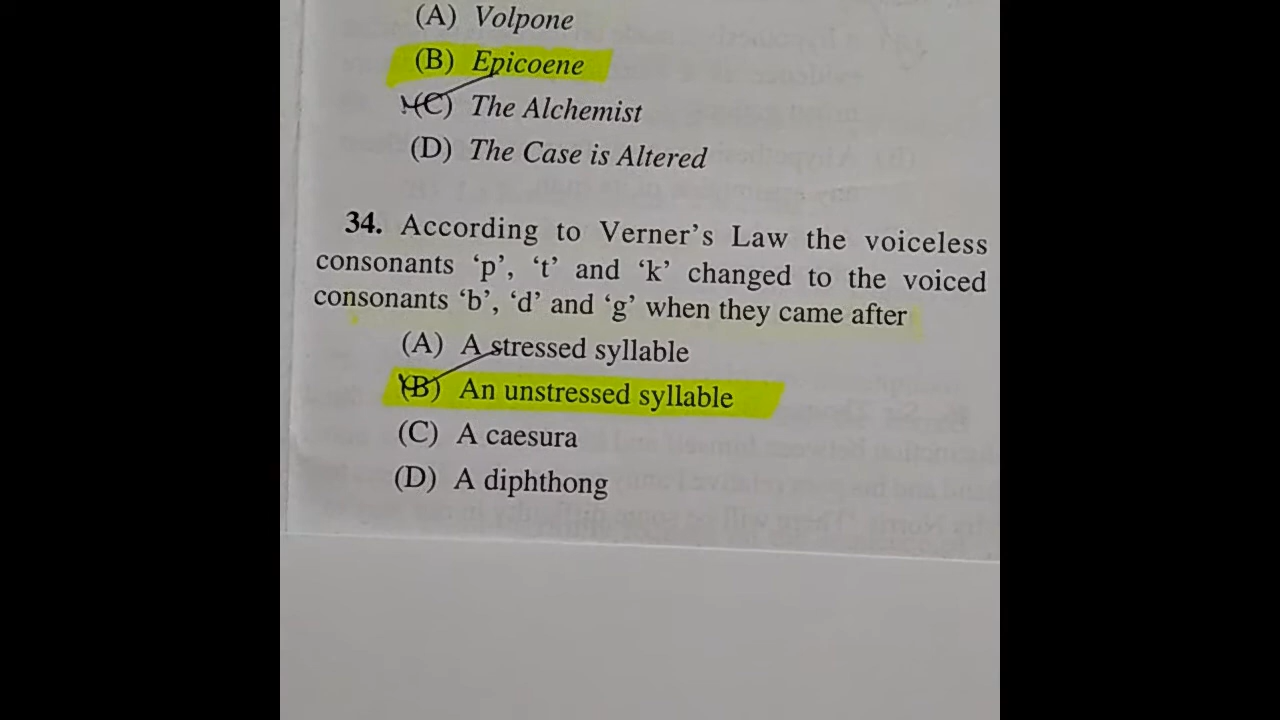 (A) Volpone
(B) Epicoene
(C) The Alchemist
(D) The Case is Altered
34. According to Verner's Law the voiceless
consonants 'p', 't' and 'k' changed to the voiced
consonants 'b', 'd' and 'g' when they came after
(A) A stressed syllable
(B) An unstressed syllable
(C) A caesura
(D) A diphthong